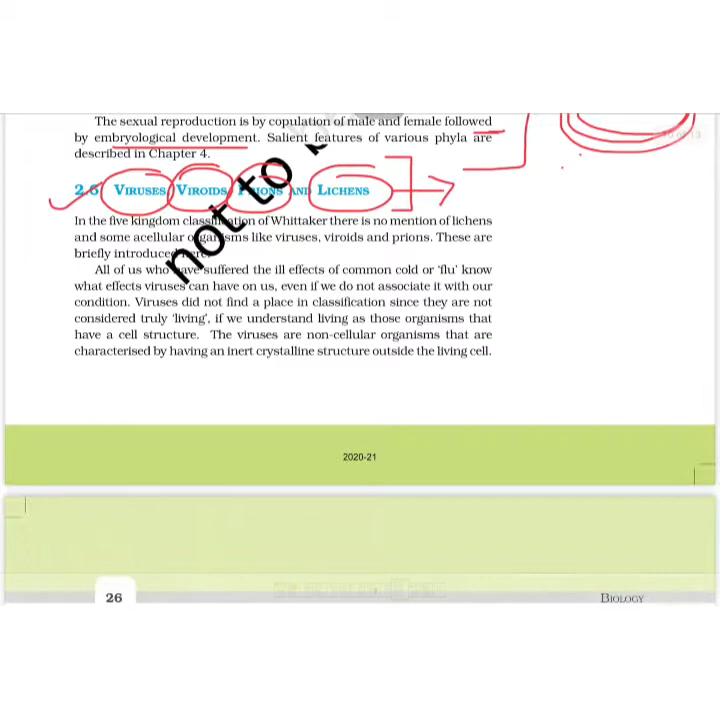 The sexual reproduction is by copulation of male and female followed
by embryological development. Salient features of various phyla are
described in Chapter 4.
2.6 VIRUSES, VIROIDS, PRIONS AND LICHENS
In the five kingdom classification of Whittaker there is no mention of lichens
and some acellular organisms like viruses, viroids and prions. These are
briefly introduced here.
All of us who have suffered the ill effects of common cold or ‘flu’ know
what effects viruses can have on us, even if we do not associate it with our
condition. Viruses did not find a place in classification since they are not
considered truly ‘living’, if we understand living as those organisms that
have a cell structure. The viruses are non-cellular organisms that are
characterised by having an inert crystalline structure outside the living cell.
not to b
2020-21
26
BIOLOGY